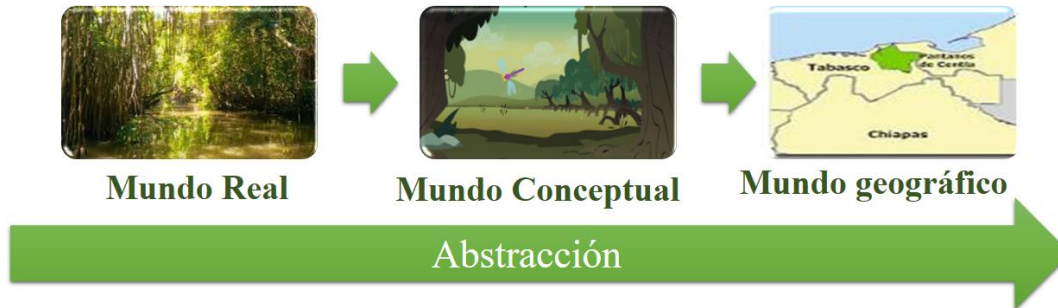 Tabasco
Pantanos
de Centla
Chiapas
Mundo Real
Mundo Conceptual
Mundo geográfico
Abstracción